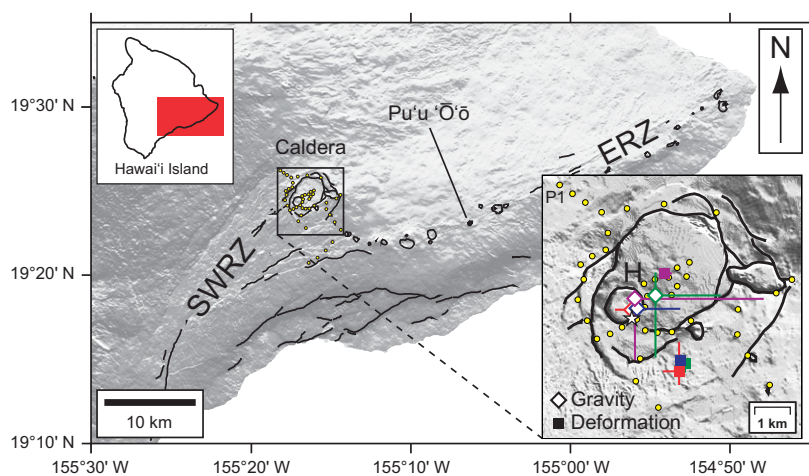 N
19°30' N
Pu‘u ‘Ō‘ō
ERZ
Caldera
Hawai‘i Island
P1
19°20' N
SWRZ
H
Gravity
10 km
Deformation
1 km
19°10' N
155°30' W
155°20' W
155°10' W
155°00' W
154°50' W